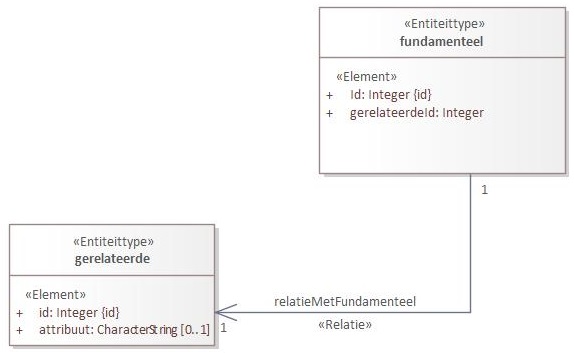 «Entiteittype»
fundamenteel
«Element»
+ Id: Integer {id}
+ gerelateerdeId: Integer
1
«Entiteittype»
gerelateerde
«Element»
+ id: Integer {id}
+ attribuut: CharacterString [0..1]
1
relatieMetFundamenteel
«Relatie»